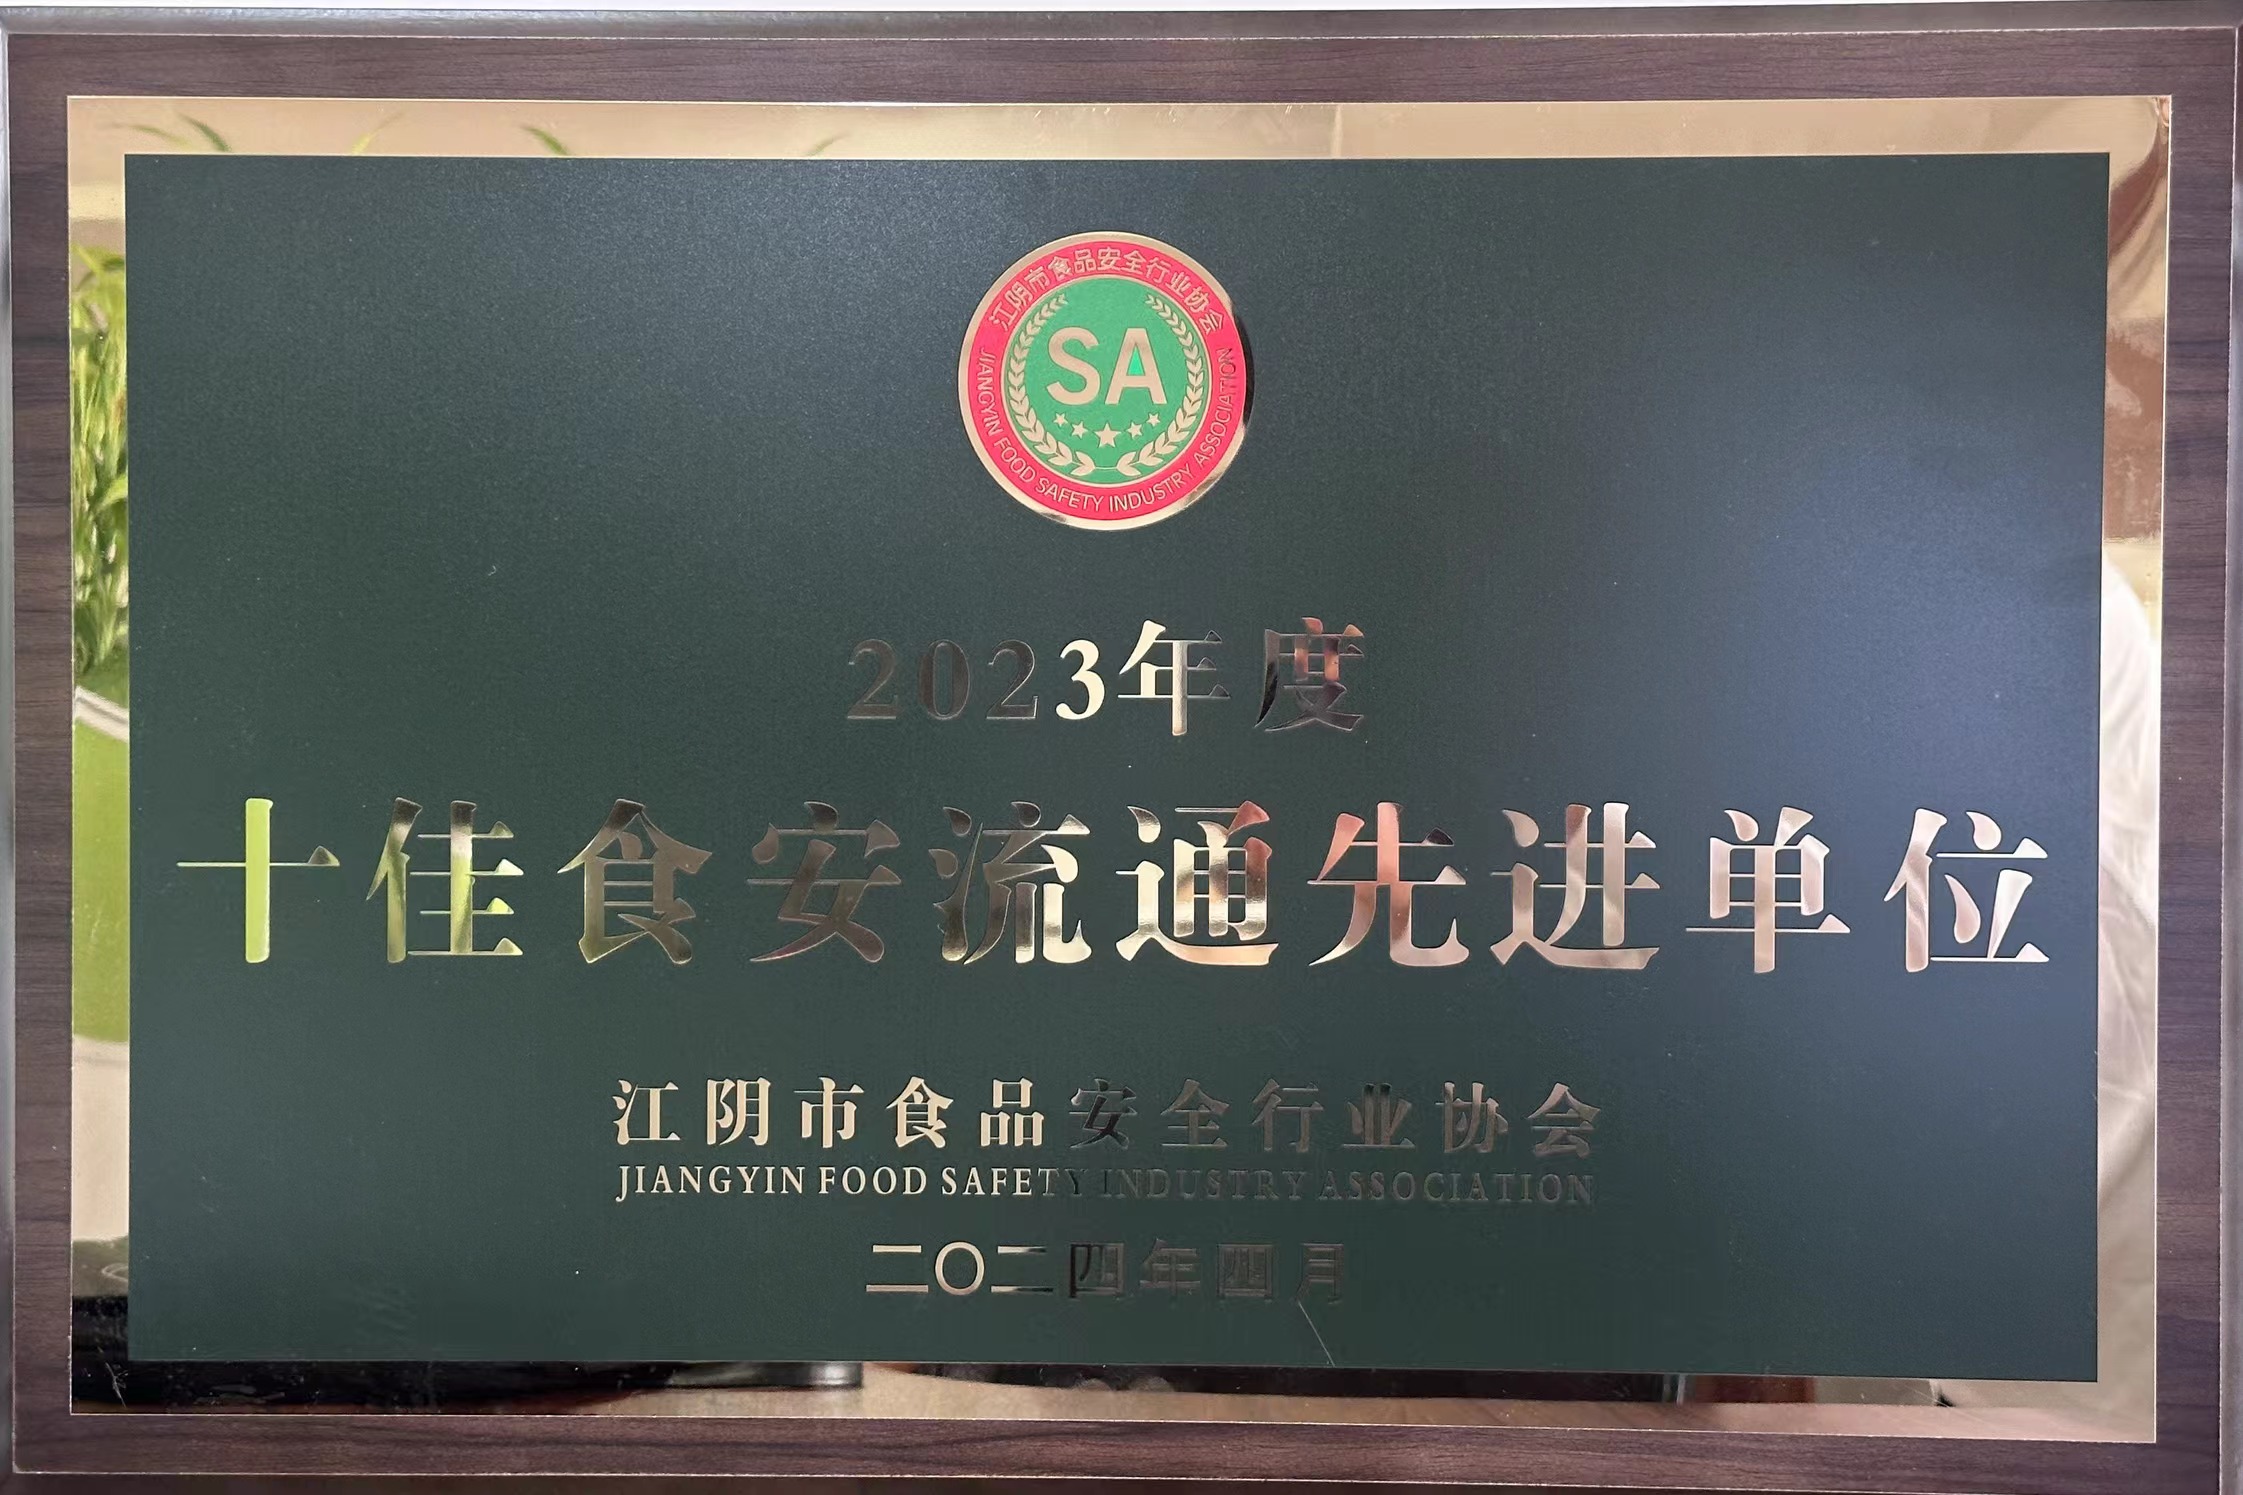 江阴市食品安全行业协会
SA
JIANGYIN FOOD SAFETY INDUSTRY ASSOCIATION
2023年度
十佳食安流通先进单位
江阴市食品安全行业协会
JIANGYIN FOOD SAFETY INDUSTRY ASSOCIATION
二〇二四年四月